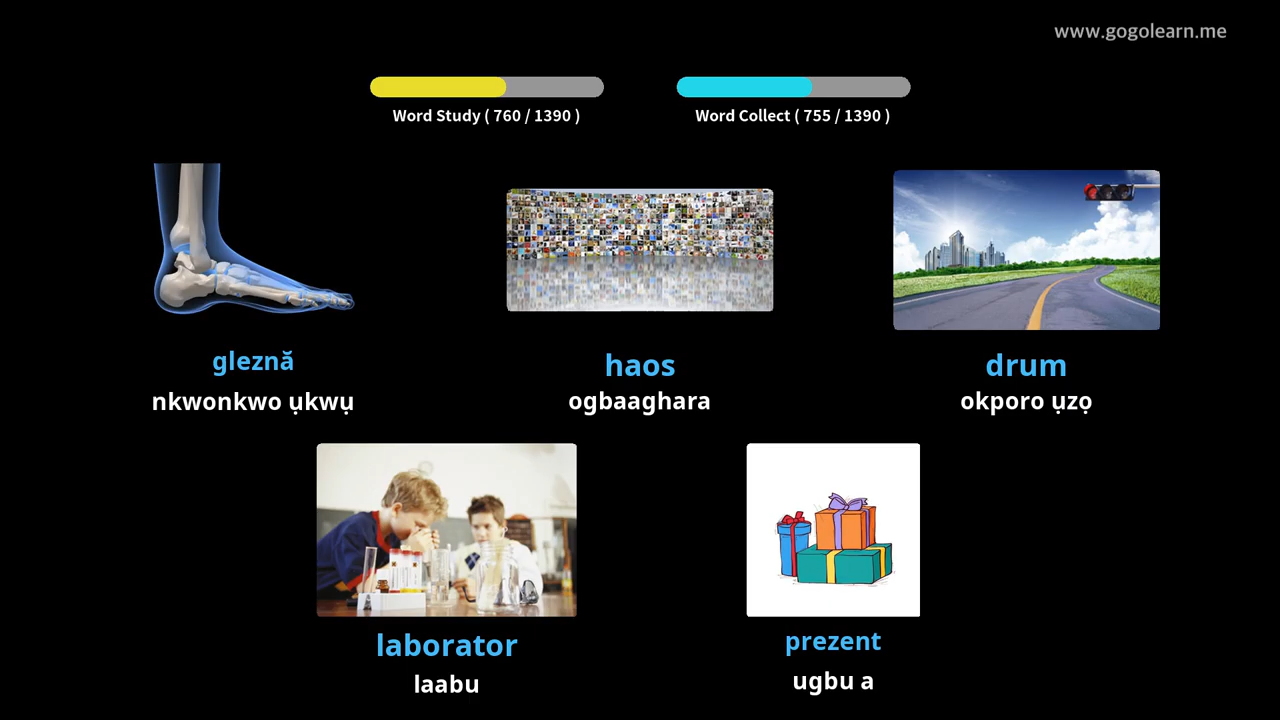 www.gogolearn.me
Word Study ( 760 / 1390 )
Word Collect ( 755 / 1390 )
gleznă
haos
drum
nkwonkwo ụkwụ
ogbaaghara
okporo ụzọ
laborator
prezent
laabu
ugbu a